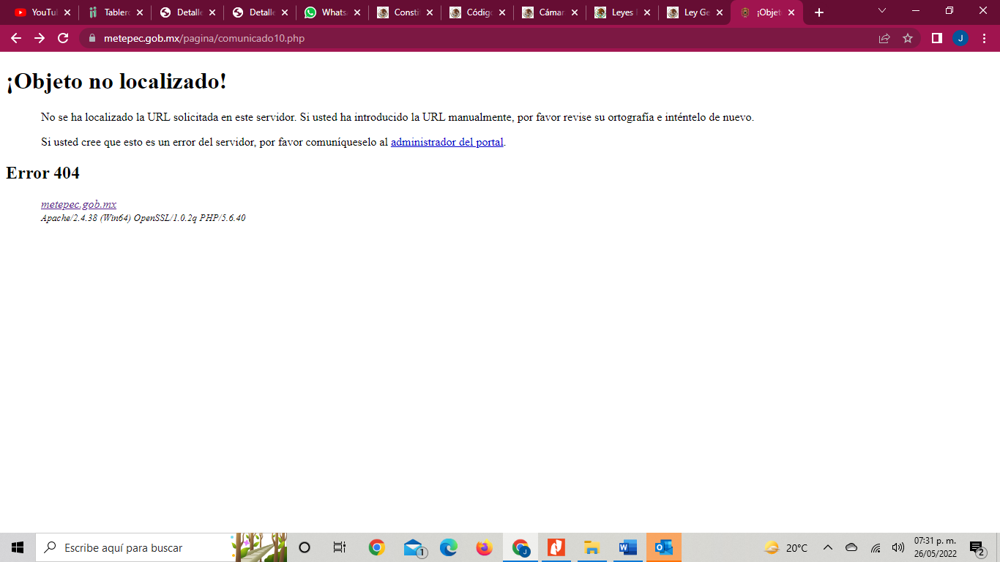 YouTu
Tablero
Detalle
Detalle
Whats
Consti
Código
Cámar
Leyes
Ley Ge
¡Objet
metepec.gob.mx/pagina/comunicado10.php
J
¡Objeto no localizado!
No se ha localizado la URL solicitada en este servidor. Si usted ha introducido la URL manualmente, por favor revise su ortografía e inténtelo de nuevo.
Si usted cree que esto es un error del servidor, por favor comuníqueselo al administrador del portal.
Error 404
metepec.gob.mx
Apache/2.4.38 (Win64) OpenSSL/1.0.2q PHP/5.6.40
Escribe aquí para buscar
1
J
20°C
07:31 p. m.
26/05/2022
2